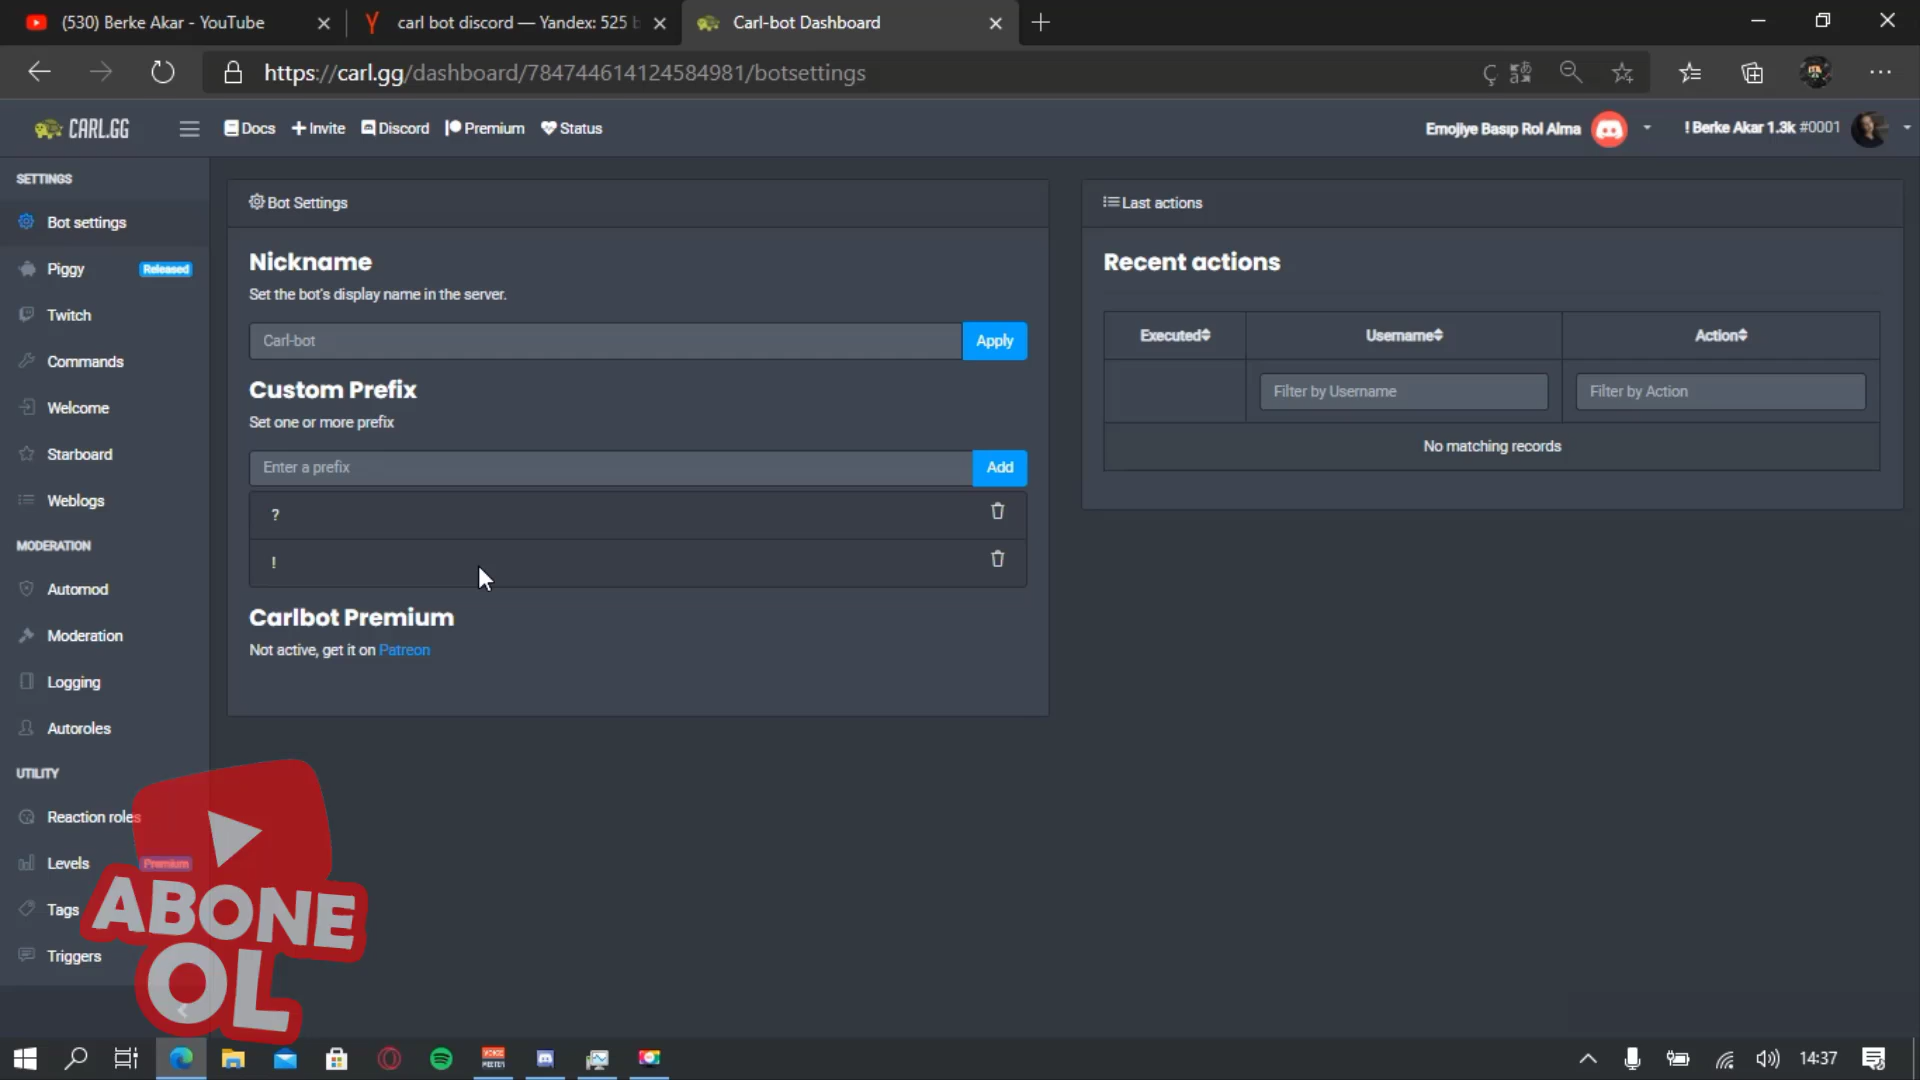 (530) Berke Akar - YouTube
carl bot discord — Yandex: 525 b
Carl-bot Dashboard
https://carl.gg/dashboard/784744614124584981/botsettings
CARL.GG
Docs
Invite
Discord
Premium
Status
Emojiye Basıp Rol Alma
! Berke Akar 1.3k #0001
SETTINGS
Bot settings
Piggy
Released
Twitch
Commands
Welcome
Starboard
Weblogs
MODERATION
Automod
Moderation
Logging
Autoroles
UTILITY
Reaction roles
Levels
Premium
Tags
Triggers
Bot Settings
Nickname
Set the bot's display name in the server.
Carl-bot
Apply
Custom Prefix
Set one or more prefix
Enter a prefix
Add
?
!
Carlbot Premium
Not active, get it on Patreon
Last actions
Recent actions
Executed
Username
Action
Filter by Username
Filter by Action
No matching records
ABONE
OL
14:37